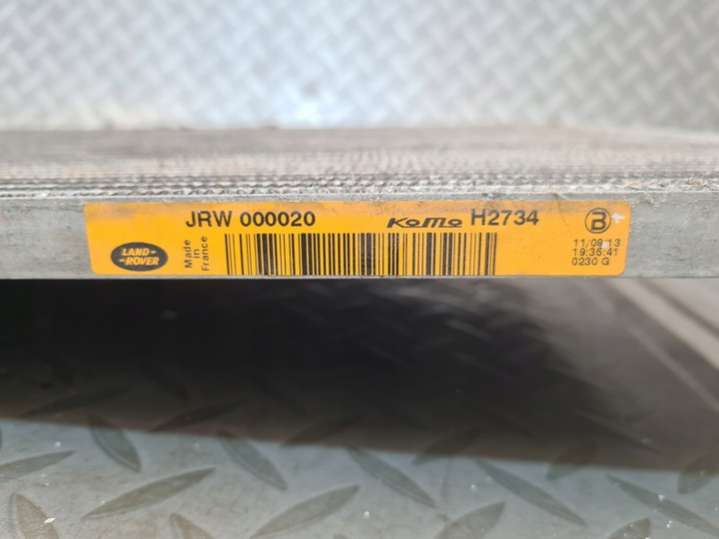 JRW 000020 KOMO H2734 B
LAND-
-ROVER
Made
in
France
11/09 13
19:35:41
0230 G